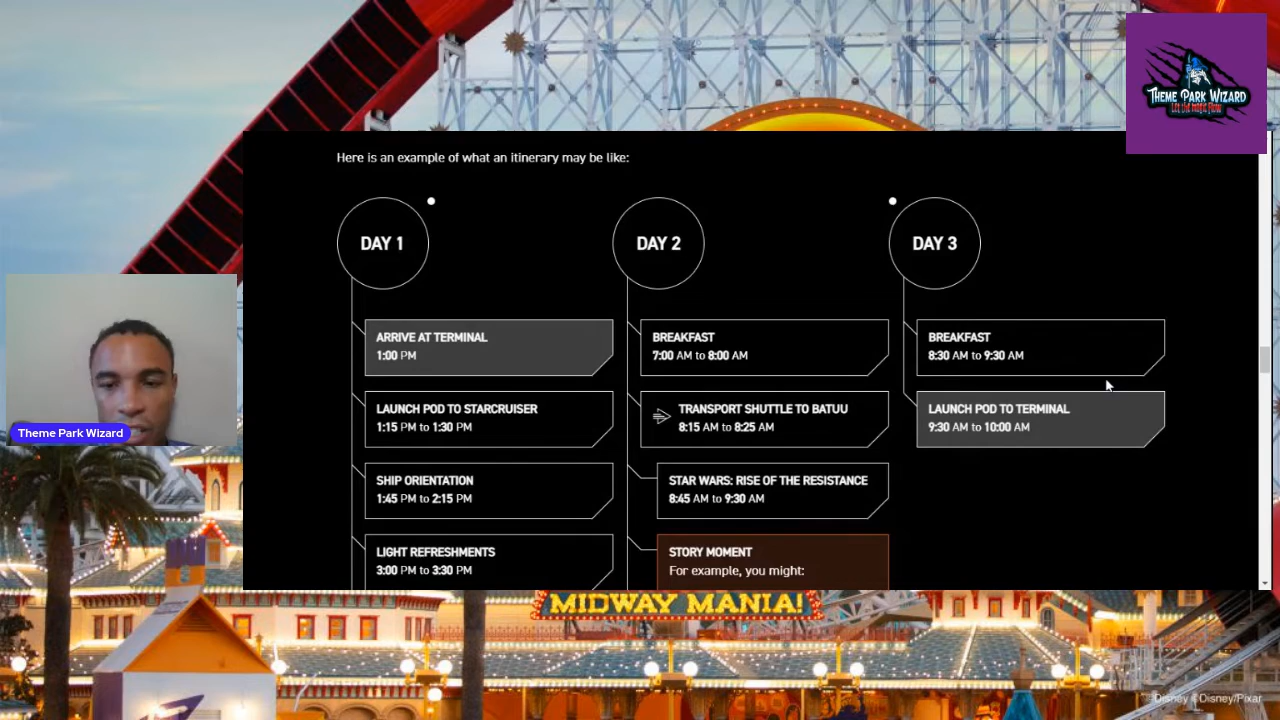 THEME PARK WIZARD
Here is an example of what an itinerary may be like:
DAY 1
DAY 2
DAY 3
ARRIVE AT TERMINAL
1:00 PM
BREAKFAST
7:00 AM to 8:00 AM
BREAKFAST
8:30 AM to 9:30 AM
LAUNCH POD TO STARCRUISER
1:15 PM to 1:30 PM
TRANSPORT SHUTTLE TO BATUU
8:15 AM to 8:25 AM
LAUNCH POD TO TERMINAL
9:30 AM to 10:00 AM
Theme Park Wizard
SHIP ORIENTATION
1:45 PM to 2:15 PM
STAR WARS: RISE OF THE RESISTANCE
8:45 AM to 9:30 AM
LIGHT REFRESHMENTS
3:00 PM to 3:30 PM
STORY MOMENT
For example, you might:
MIDWAY MANIA!
©Disney ©Disney/Pixar